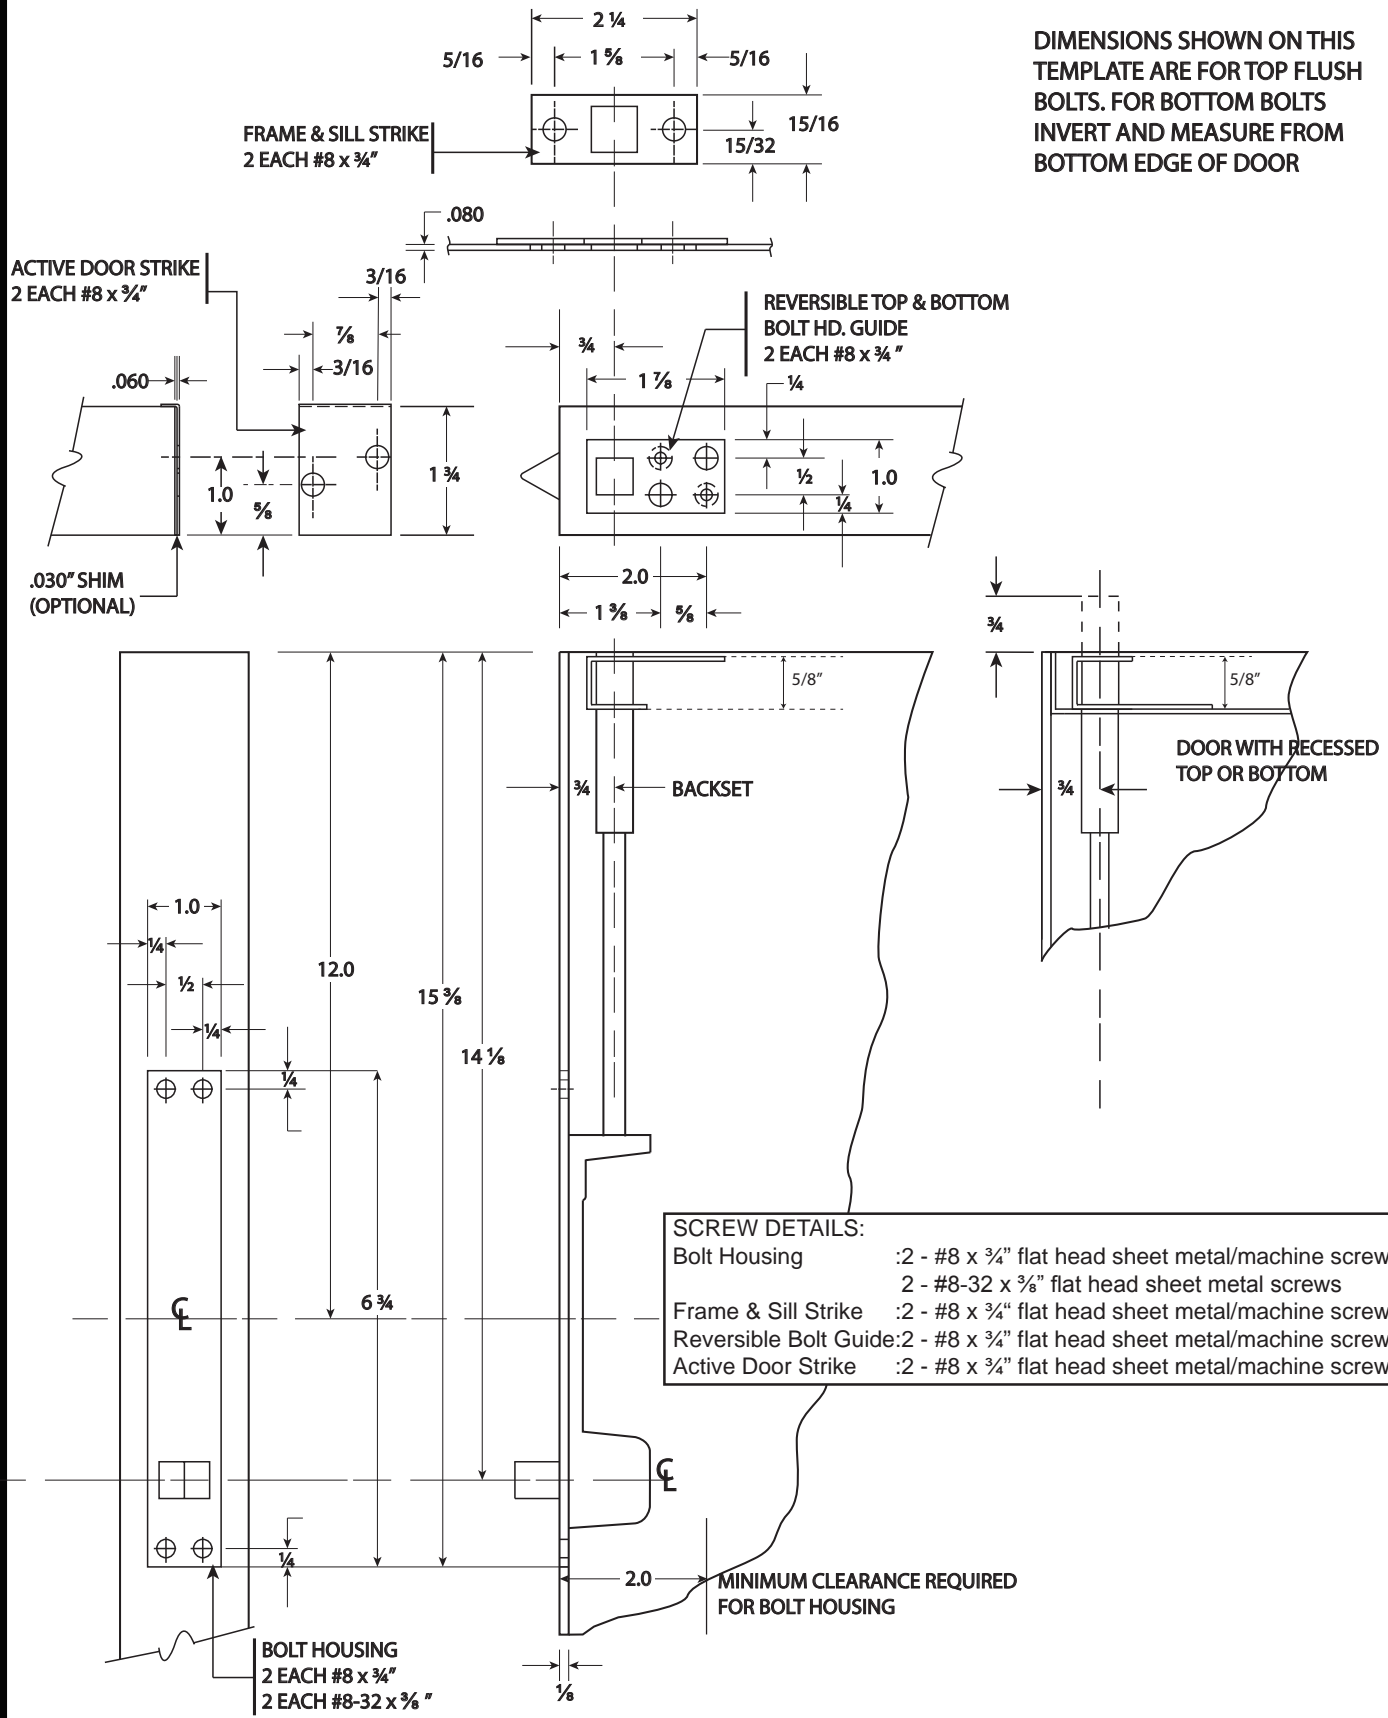 2 ¼
5/16
1 ⅝
5/16
DIMENSIONS SHOWN ON THIS
TEMPLATE ARE FOR TOP FLUSH
BOLTS. FOR BOTTOM BOLTS
INVERT AND MEASURE FROM
BOTTOM EDGE OF DOOR
FRAME & SILL STRIKE
2 EACH #8 x ¾"
15/16
15/32
.080
ACTIVE DOOR STRIKE
2 EACH #8 x ¾"
3/16
⅞
3/16
.060
REVERSIBLE TOP & BOTTOM
BOLT HD. GUIDE
2 EACH #8 x ¾ "
¾
1 ⅞
¼
1.0
⅝
1 ¾
½
1.0
¼
.030" SHIM
(OPTIONAL)
2.0
1 ⅜
⅝
¾
5/8"
5/8"
DOOR WITH RECESSED
TOP OR BOTTOM
¾
BACKSET
¾
1.0
¼
½
¼
12.0
15 ⅜
14 ⅛
¼
6 ¾
℄
SCREW DETAILS:
Bolt Housing :2 - #8 x ¾” flat head sheet metal/machine screw
2 - #8-32 x ⅜” flat head sheet metal screws
Frame & Sill Strike :2 - #8 x ¾“ flat head sheet metal/machine screw
Reversible Bolt Guide:2 - #8 x ¾” flat head sheet metal/machine screw
Active Door Strike :2 - #8 x ¾” flat head sheet metal/machine screw
℄
¼
2.0
MINIMUM CLEARANCE REQUIRED
FOR BOLT HOUSING
BOLT HOUSING
2 EACH #8 x ¾"
2 EACH #8-32 x ⅜ "
⅛